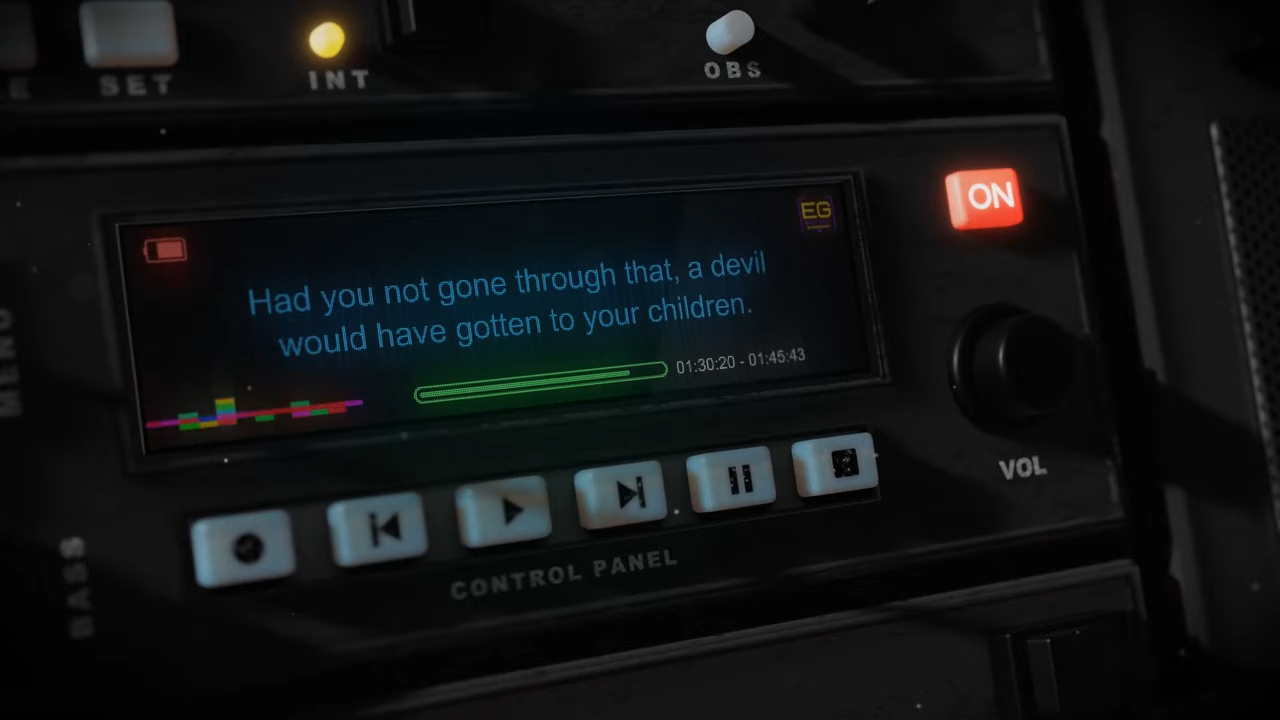 SET
INT
OBS
ON
EG
Had you not gone through that, a devil
would have gotten to your children.
01:30:20 - 01:45:43
VOL
CONTROL PANEL
MENU
BASS